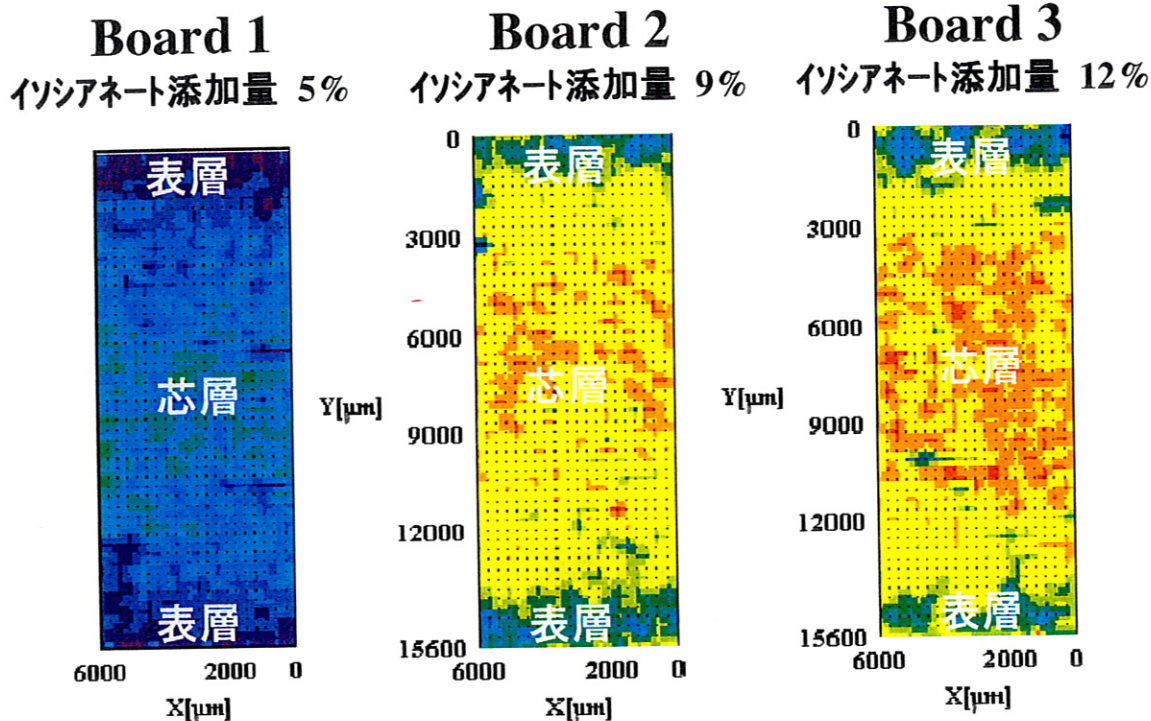 Board 1
イソシアネート添加量 5%
表層
芯層
表層
6000 2000 0
X[μm]
Board 2
イソシアネート添加量 9%
0
3000
6000
9000
12000
15600
Y[μm]
表層
芯層
表層
6000 2000 0
X[μm]
Board 3
イソシアネート添加量 12%
0
3000
6000
9000
12000
15600
Y[μm]
表層
芯層
表層
6000 2000 0
X[μm]